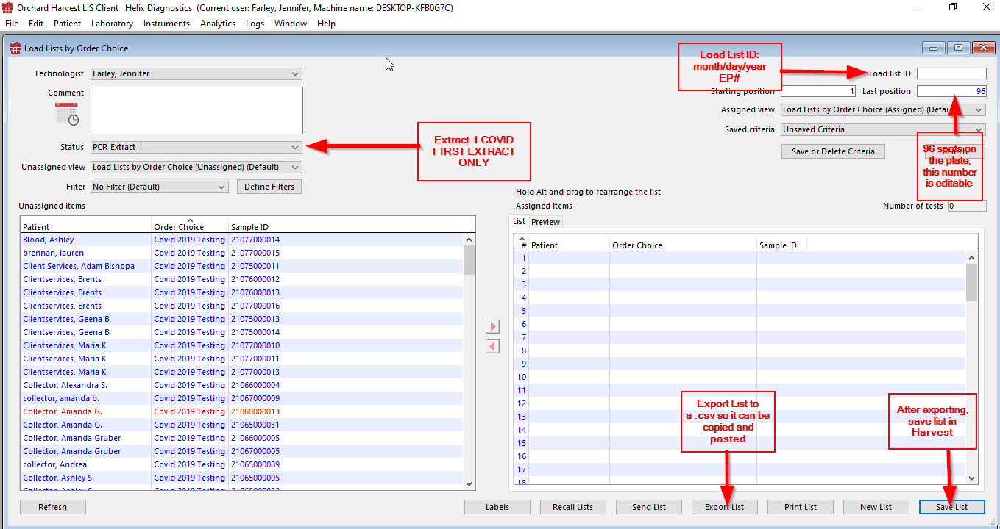 Orchard Harvest LIS Client Helix Diagnostics (Current user: Farley, Jennifer, Machine name: DESKTOP-KFB0G7C)
File Edit Patient Laboratory Instruments Analytics Logs Window Help
Load Lists by Order Choice
Technologist Farley, Jennifer
Comment
Status PCR-Extract-1
Unassigned view Load Lists by Order Choice (Unassigned) (Default)
Filter No Filter (Default) Define Filters
Extract-1 COVID
FIRST EXTRACT
ONLY
Load List ID:
month/day/year
EP#
Load list ID
Starting position 1 Last position 96
Assigned view Load Lists by Order Choice (Assigned) (Defau
Saved criteria Unsaved Criteria
Save or Delete Criteria Search
96 spots on
the plate,
this number
is editable
Hold Alt and drag to rearrange the list
Unassigned items
Assigned items
Number of tests 0
List Preview
Patient Order Choice Sample ID
Blood, Ashley Covid 2019 Testing 21077000014
brennan, lauren Covid 2019 Testing 21077000015
Client Services, Adam Bishopa Covid 2019 Testing 21075000011
Clientservices, Brents Covid 2019 Testing 21076000012
Clientservices, Brents Covid 2019 Testing 21076000013
Clientservices, Brents Covid 2019 Testing 21077000016
Clientservices, Geena B. Covid 2019 Testing 21075000013
Clientservices, Geena B. Covid 2019 Testing 21075000014
Clientservices, Maria K. Covid 2019 Testing 21077000010
Clientservices, Maria K. Covid 2019 Testing 21077000011
Clientservices, Maria K. Covid 2019 Testing 21077000013
Collector, Alexandra S. Covid 2019 Testing 21066000004
collector, amanda b. Covid 2019 Testing 21067000009
Collector, Amanda G. Covid 2019 Testing 21060000013
Collector, Amanda G. Covid 2019 Testing 21065000031
Collector, Amanda Gruber Covid 2019 Testing 21066000005
Collector, Amanda Gruber Covid 2019 Testing 21067000005
collector, Andrea Covid 2019 Testing 21065000089
Collector, Ashley S. Covid 2019 Testing 21065000005
Collector, Ashley S. Covid 2019 Testing
# Patient Order Choice Sample ID
1
2
3
4
5
6
7
8
9
10
11
12
13
14
15
16
17
18
Export List to
a .csv so it can be
copied and
pasted
After exporting,
save list in
Harvest
Refresh Labels Recall Lists Send List Export List Print List New List Save List